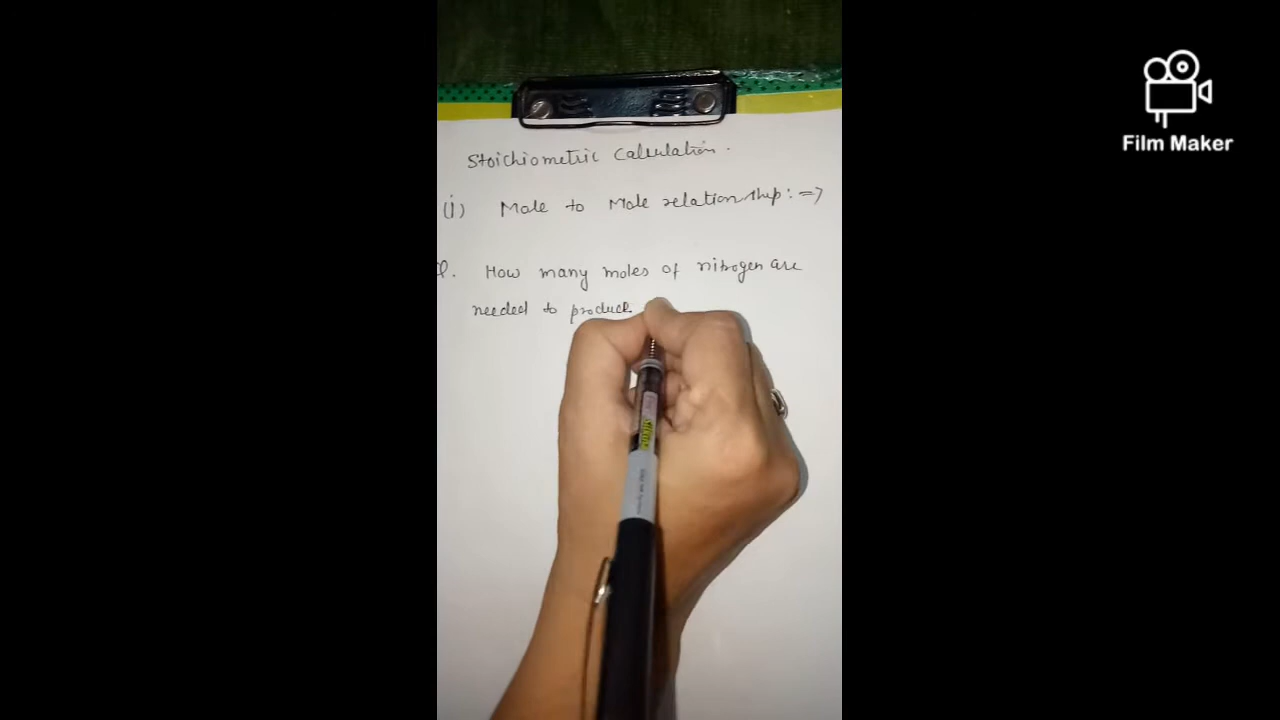 Stoichiometric Calculation.
(i) Mole to Mole relationship:=>
Q. How many moles of nitrogen are
needed to produce
Film Maker